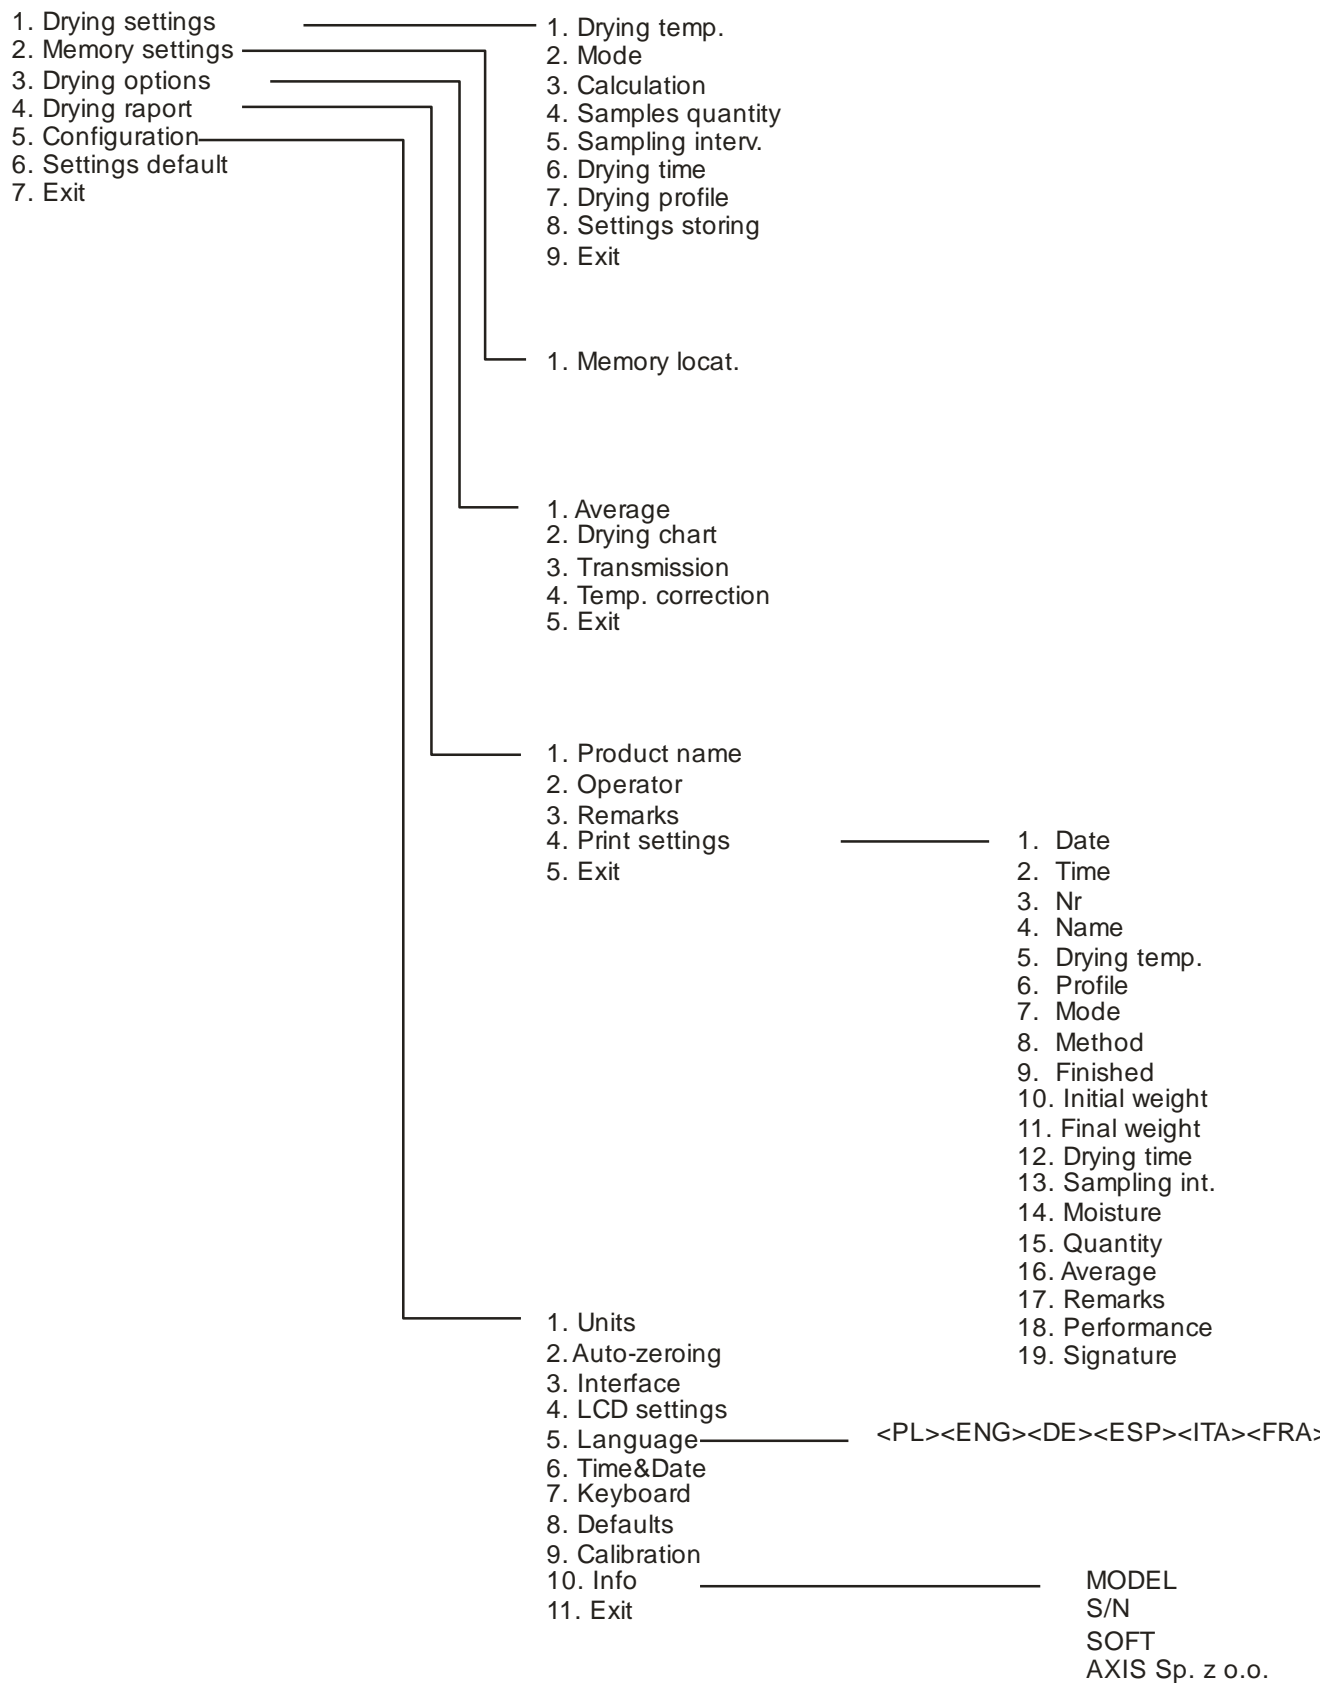 1. Drying settings
2. Memory settings
3. Drying options
4. Drying raport
5. Configuration
6. Settings default
7. Exit
1. Drying temp.
2. Mode
3. Calculation
4. Samples quantity
5. Sampling interv.
6. Drying time
7. Drying profile
8. Settings storing
9. Exit
1. Memory locat.
1. Average
2. Drying chart
3. Transmission
4. Temp. correction
5. Exit
1. Product name
2. Operator
3. Remarks
4. Print settings
5. Exit
1. Date
2. Time
3. Nr
4. Name
5. Drying temp.
6. Profile
7. Mode
8. Method
9. Finished
10. Initial weight
11. Final weight
12. Drying time
13. Sampling int.
14. Moisture
15. Quantity
16. Average
17. Remarks
18. Performance
19. Signature
1. Units
2. Auto-zeroing
3. Interface
4. LCD settings
5. Language
6. Time&Date
7. Keyboard
8. Defaults
9. Calibration
10. Info
11. Exit
<PL><ENG><DE><ESP><ITA><FRA>
MODEL
S/N
SOFT
AXIS Sp. z o.o.